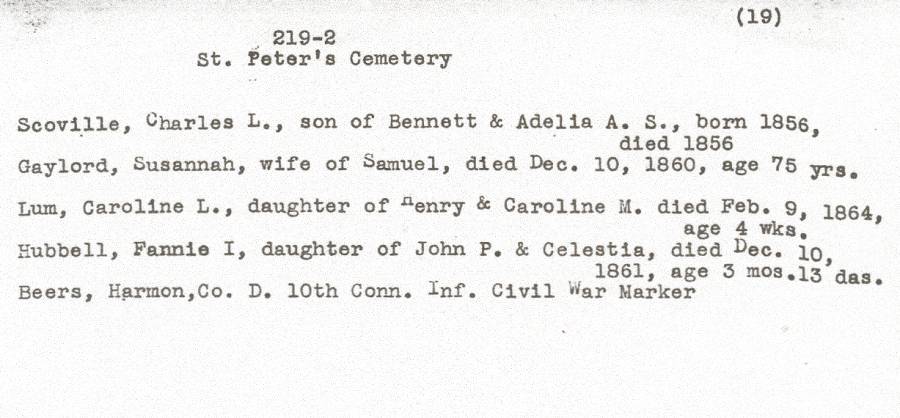 (19)
219-2
St. Peter's Cemetery
Scoville, Charles L., son of Bennett & Adelia A. S., born 1856,
died 1856
Gaylord, Susannah, wife of Samuel, died Dec. 10, 1860, age 75 yrs.
Lum, Caroline L., daughter of Henry & Caroline M. died Feb. 9, 1864,
age 4 wks.
Hubbell, Fannie I, daughter of John P. & Celestia, died Dec. 10,
1861, age 3 mos.13 das.
Beers, Harmon,Co. D. 10th Conn. Inf. Civil War Marker